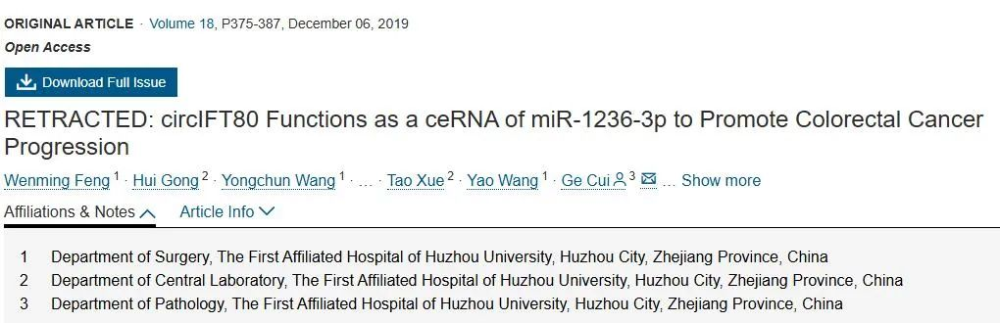 ORIGINAL ARTICLE · Volume 18, P375-387, December 06, 2019
Open Access
Download Full Issue
RETRACTED: circIFT80 Functions as a ceRNA of miR-1236-3p to Promote Colorectal Cancer
Progression
Wenming Feng 1 · Hui Gong 2 · Yongchun Wang 1 · … · Tao Xue 2 · Yao Wang 1 · Ge Cui 3 … Show more
Affiliations & Notes Article Info
1 Department of Surgery, The First Affiliated Hospital of Huzhou University, Huzhou City, Zhejiang Province, China
2 Department of Central Laboratory, The First Affiliated Hospital of Huzhou University, Huzhou City, Zhejiang Province, China
3 Department of Pathology, The First Affiliated Hospital of Huzhou University, Huzhou City, Zhejiang Province, China